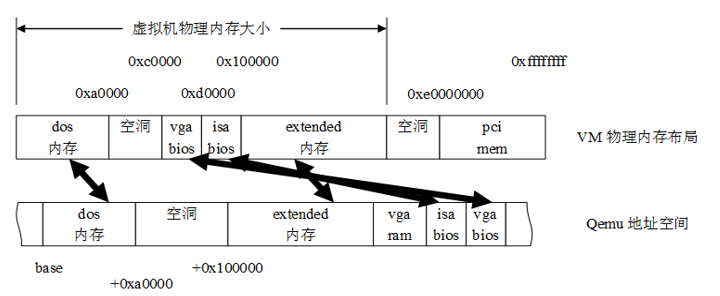 虚拟机物理内存大小
0xc0000 0x100000 0xffffffff
0xa0000 0xd0000 0xe0000000
dos 空洞 vga isa extended 空洞 pci
内存 bios bios 内存 mem
VM 物理内存布局
dos 空洞 extended vga isa vga
内存 内存 ram bios bios
Qemu 地址空间
base +0x100000
+0xa0000